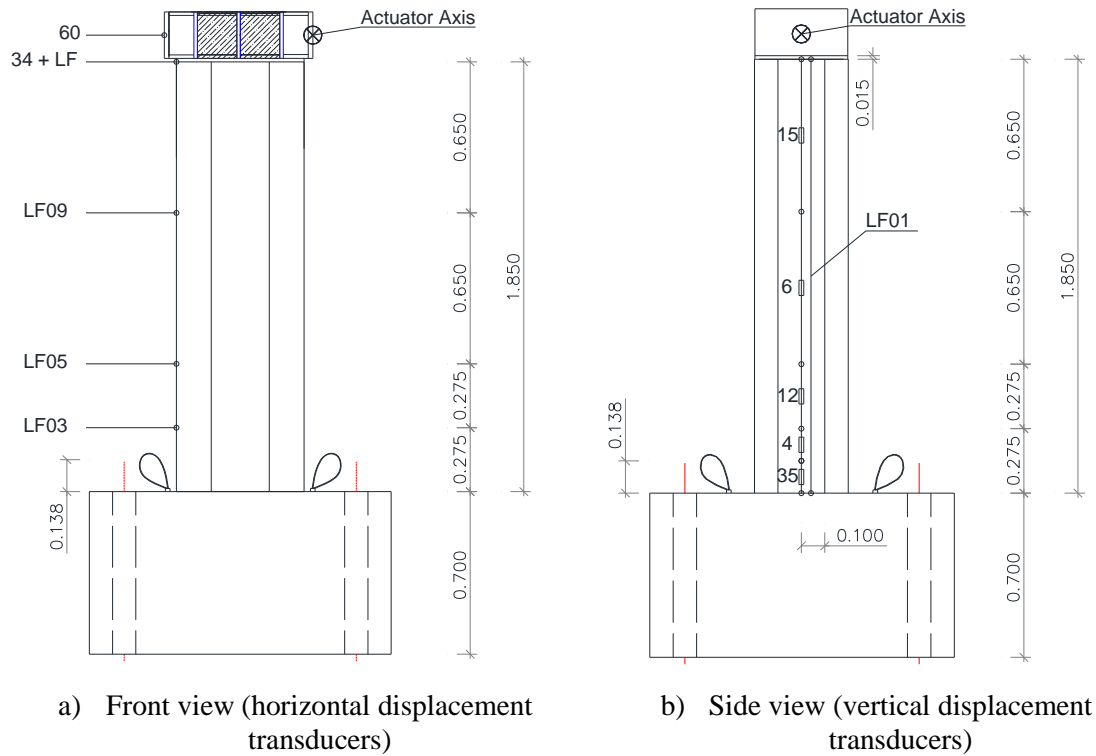 60
Actuator Axis
34 + LF
LF09
LF05
LF03
0.650
0.650
0.275
0.275
1.850
0.138
0.700
Actuator Axis
0.015
15
LF01
6
12
4
35
0.650
0.650
0.275
0.275
1.850
0.138
0.100
0.700
a) Front view (horizontal displacement
transducers)
b) Side view (vertical displacement
transducers)